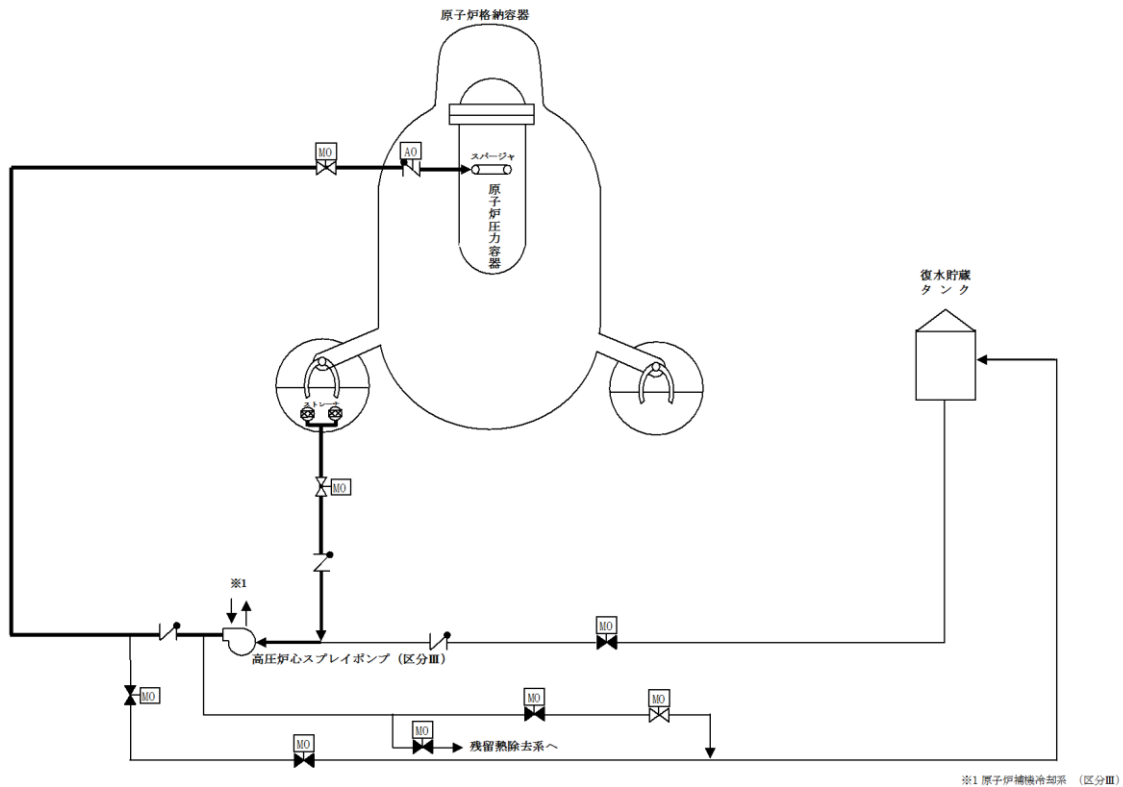 原子炉格納容器
MO
AO
スパージャ
原子炉圧力容器
復水貯蔵
タンク
ストレーナ
MO
※1
MO
高圧炉心スプレイポンプ（区分Ⅲ）
MO
MO
MO
MO
MO
残留熱除去系へ
※1 原子炉補機冷却系 （区分Ⅲ）